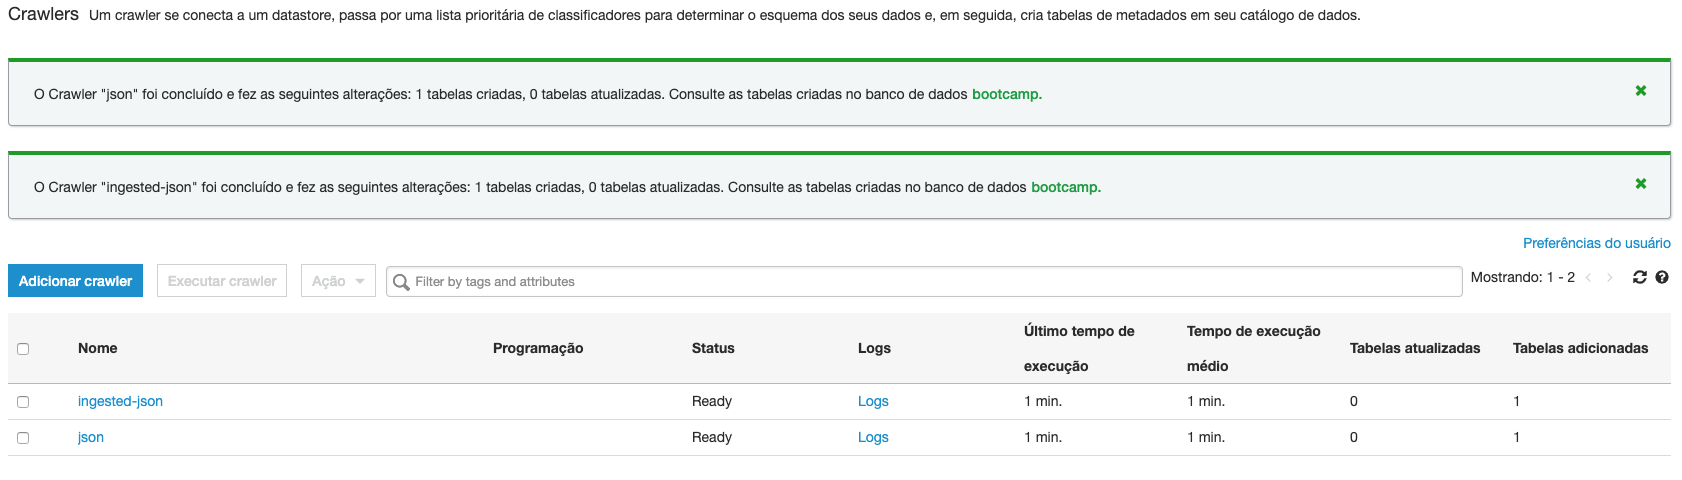 Crawlers Um crawler se conecta a um datastore, passa por uma lista prioritária de classificadores para determinar o esquema dos seus dados e, em seguida, cria tabelas de metadados em seu catálogo de dados.
O Crawler "json" foi concluído e fez as seguintes alterações: 1 tabelas criadas, 0 tabelas atualizadas. Consulte as tabelas criadas no banco de dados bootcamp.
O Crawler "ingested-json" foi concluído e fez as seguintes alterações: 1 tabelas criadas, 0 tabelas atualizadas. Consulte as tabelas criadas no banco de dados bootcamp.
Preferências do usuário
Adicionar crawler Executar crawler Ação Filter by tags and attributes Mostrando: 1 - 2
Nome Programação Status Logs Último tempo de execução Tempo de execução médio Tabelas atualizadas Tabelas adicionadas
ingested-json Ready Logs 1 min. 1 min. 0 1
json Ready Logs 1 min. 1 min. 0 1